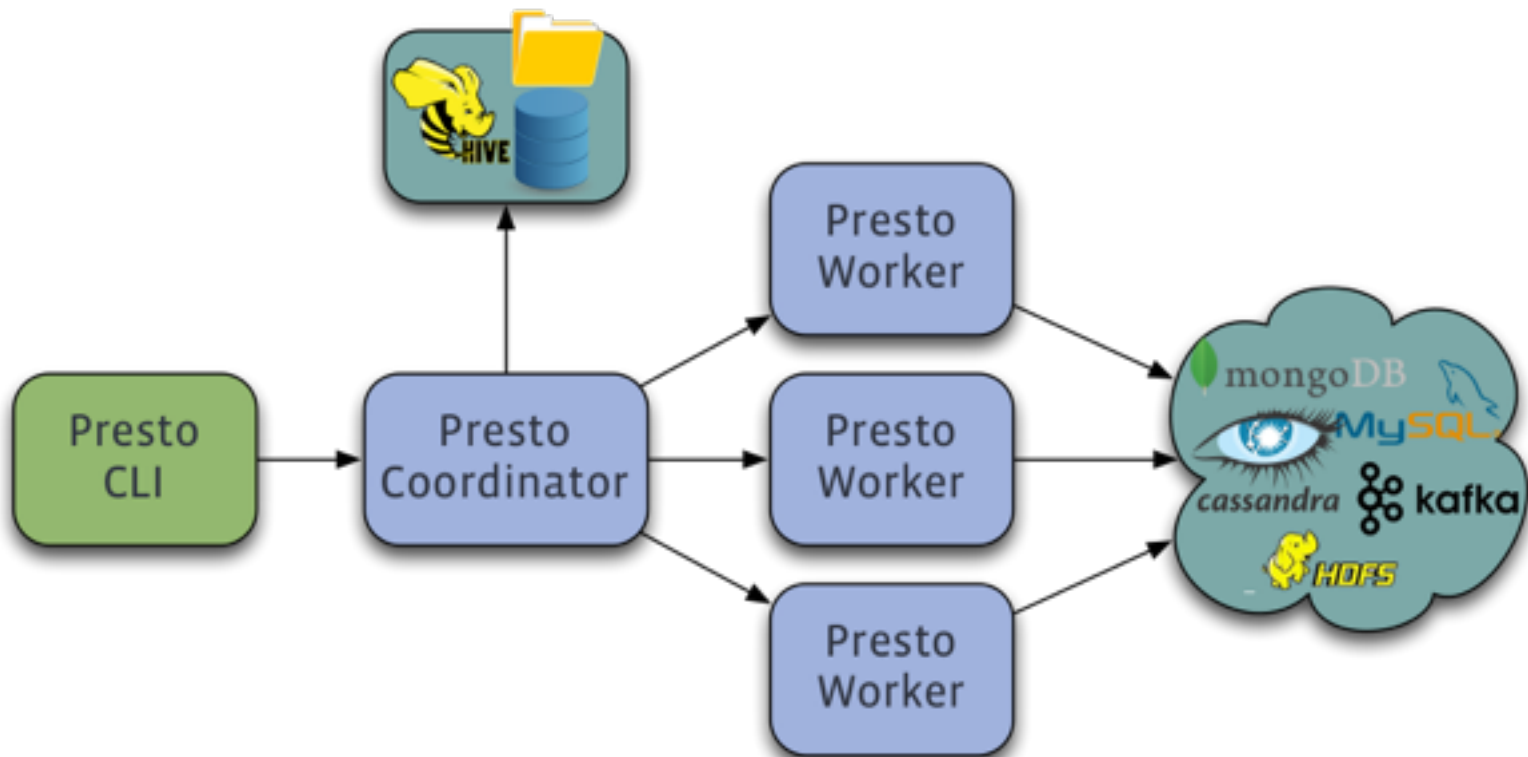 HIVE
Presto
Worker
Presto
CLI
Presto
Coordinator
Presto
Worker
Presto
Worker
mongoDB
MySQL
cassandra
kafka
HDFS